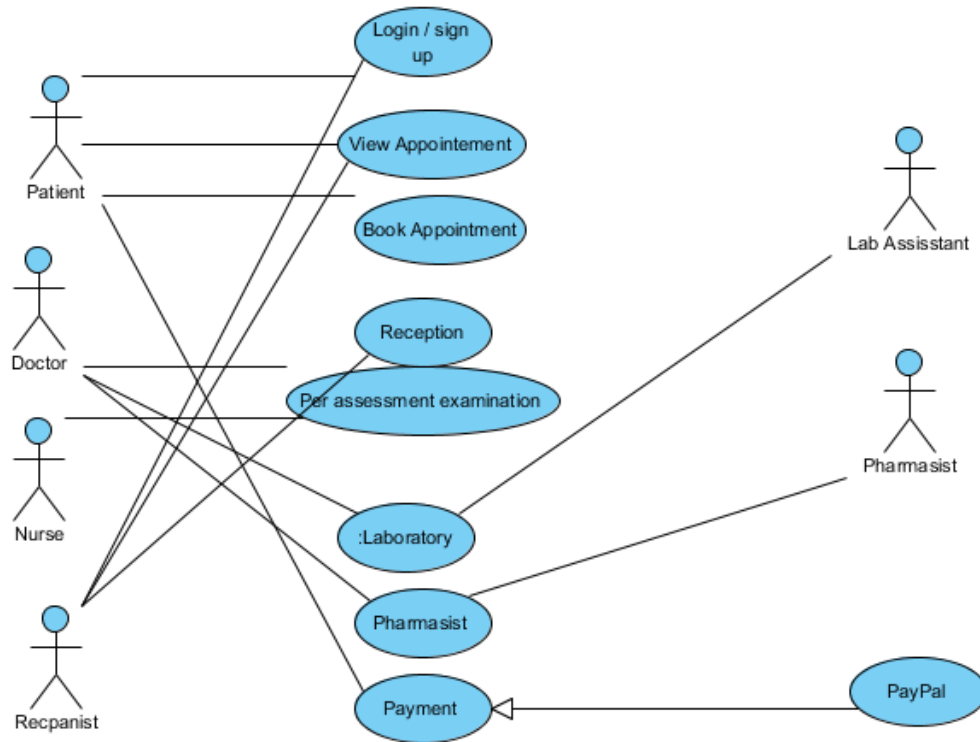 Login / sign
up
View Appointement
Patient
Book Appointment
Lab Assisstant
Doctor
Reception
Per assessment examination
Pharmasist
Nurse
:Laboratory
Pharmasist
Recpanist
Payment
PayPal